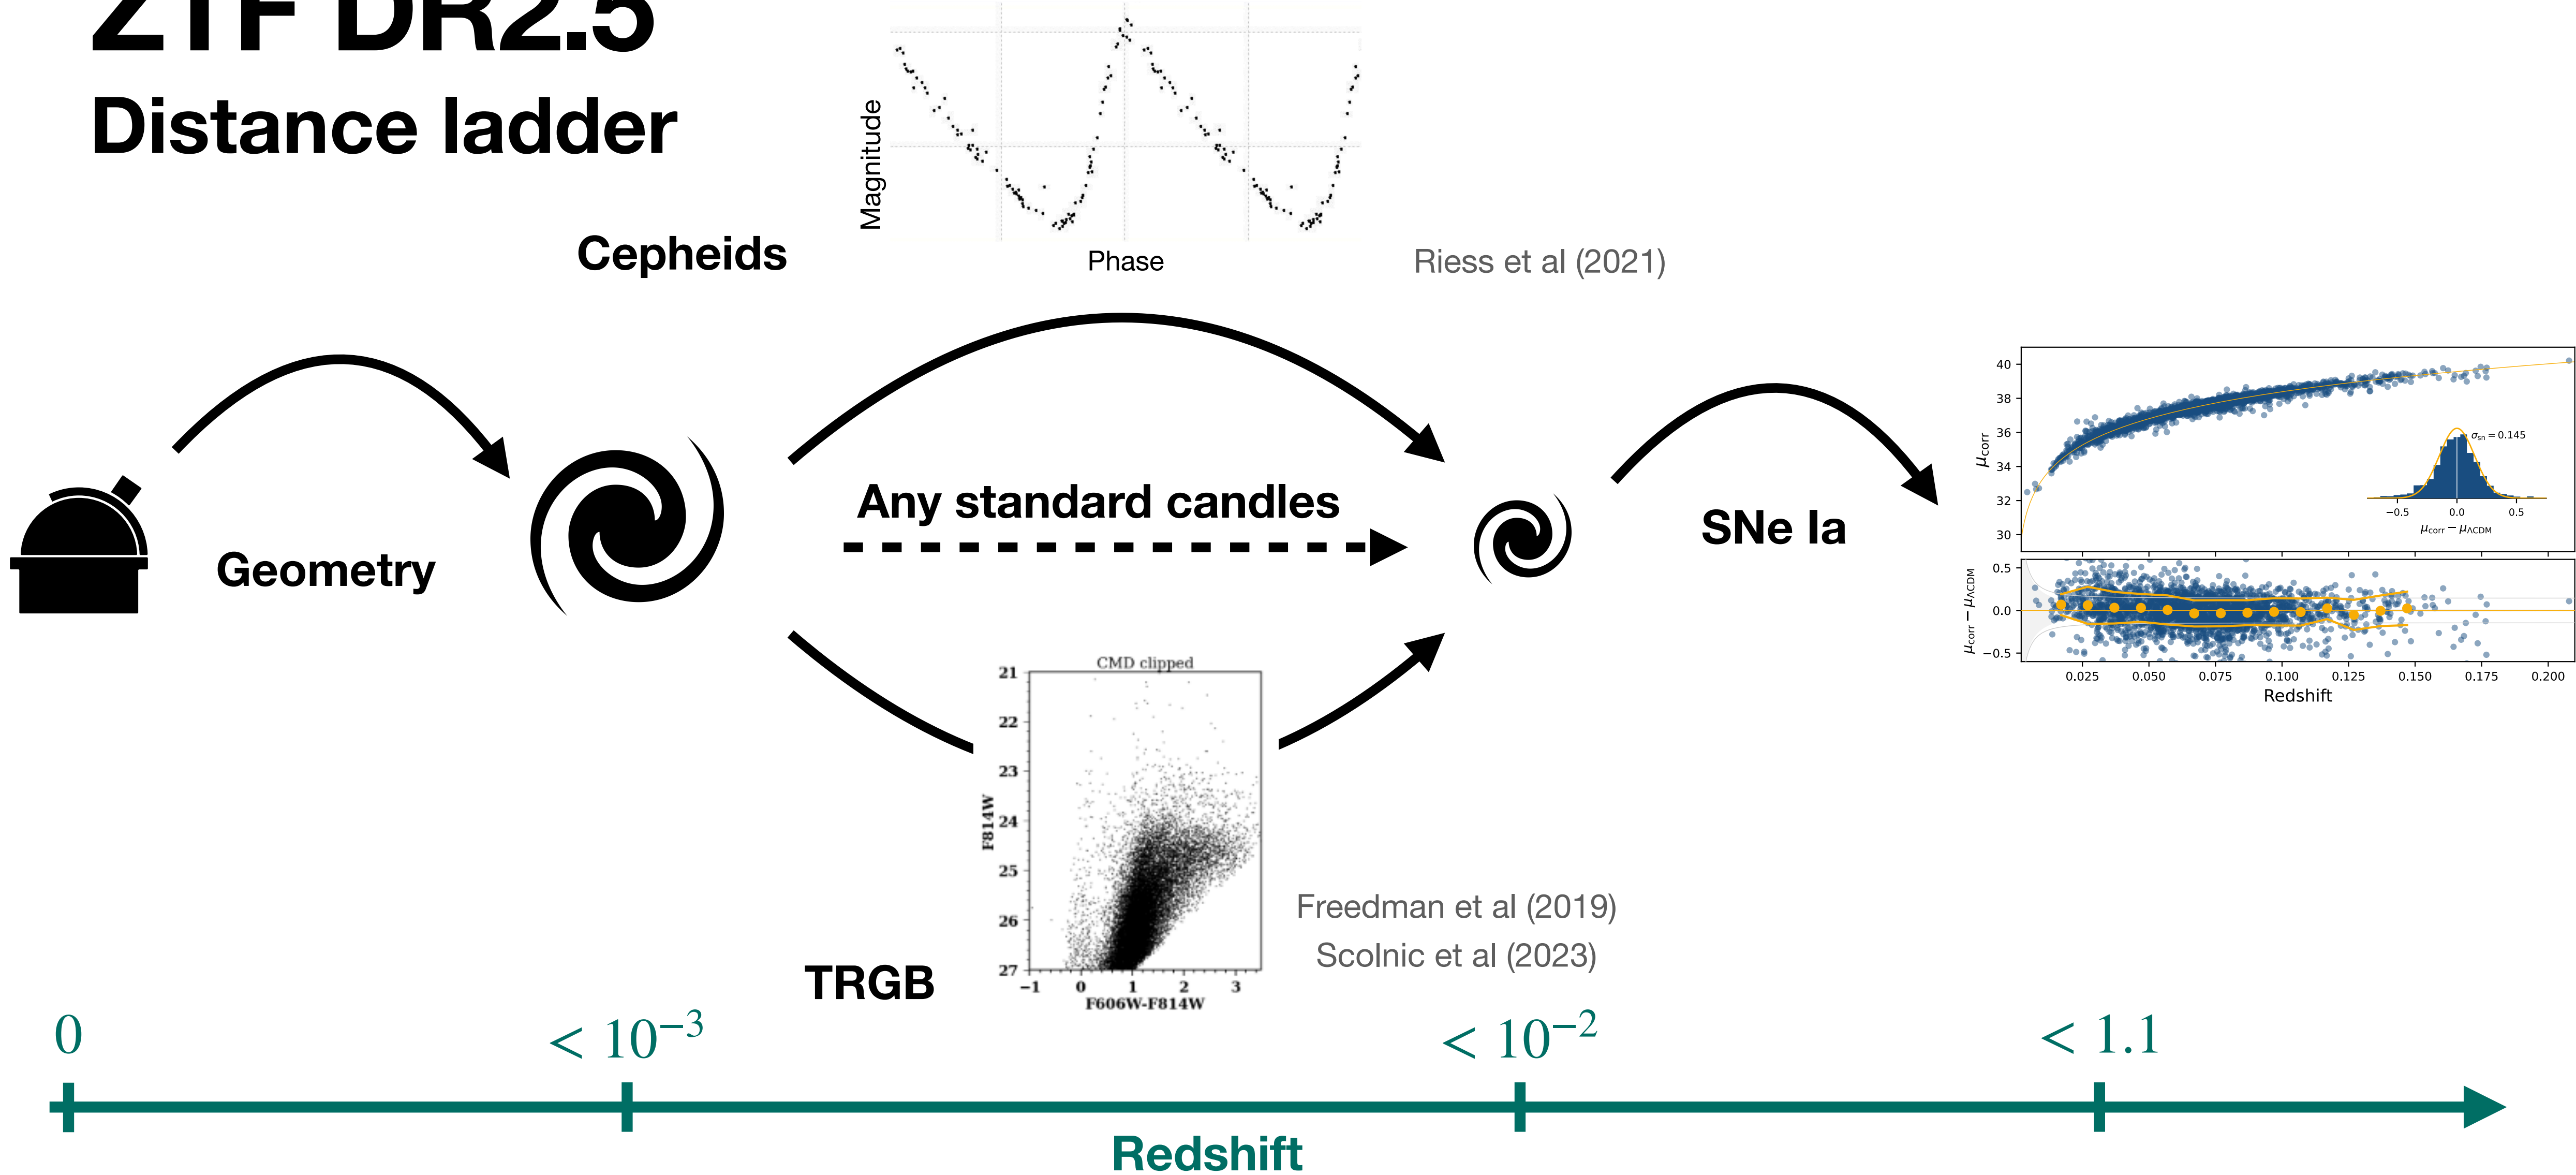 ZTF DR2.5
Distance ladder
Magnitude
Phase
Cepheids
Riess et al (2021)
Geometry
Any standard candles
SNe Ia
40
38
36
34
32
30
μcorr
σsn = 0.145
−0.5 0.0 0.5
μcorr − μΛCDM
0.5
0.0
−0.5
μcorr − μΛCDM
0.025 0.050 0.075 0.100 0.125 0.150 0.175 0.200
Redshift
CMD clipped
21
22
23
24
25
26
27
F814W
−1 0 1 2 3
F606W-F814W
TRGB
Freedman et al (2019)
Scolnic et al (2023)
0 < 10⁻³ < 10⁻² < 1.1
Redshift